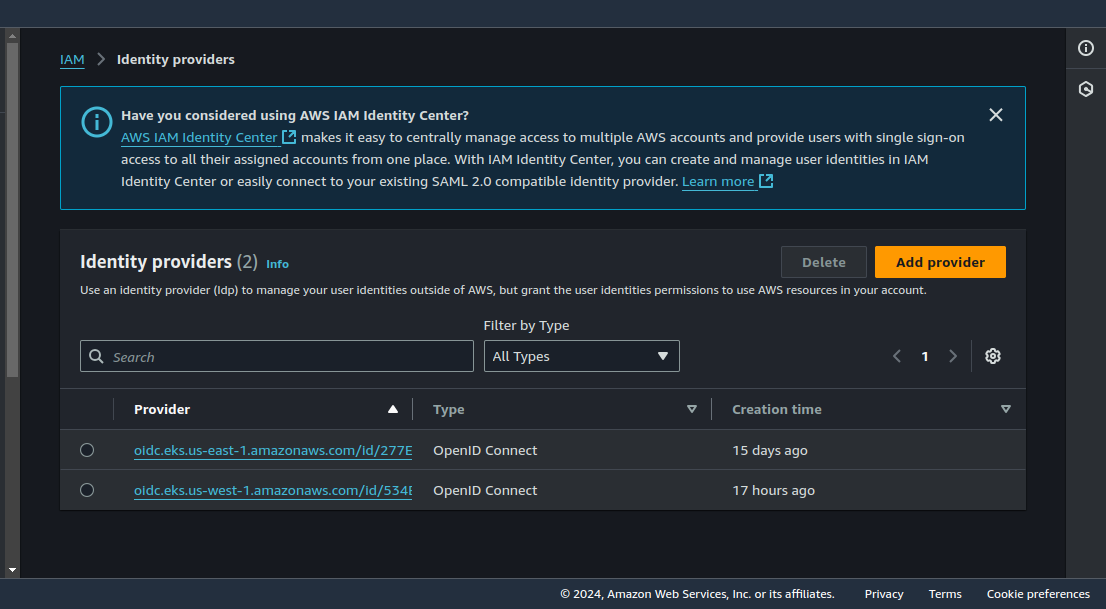 IAM > Identity providers
Have you considered using AWS IAM Identity Center?
AWS IAM Identity Center makes it easy to centrally manage access to multiple AWS accounts and provide users with single sign-on
access to all their assigned accounts from one place. With IAM Identity Center, you can create and manage user identities in IAM
Identity Center or easily connect to your existing SAML 2.0 compatible identity provider. Learn more
Identity providers (2) Info
Delete
Add provider
Use an identity provider (Idp) to manage your user identities outside of AWS, but grant the user identities permissions to use AWS resources in your account.
Filter by Type
Search
All Types
1
Provider Type Creation time
oidc.eks.us-east-1.amazonaws.com/id/277E OpenID Connect 15 days ago
oidc.eks.us-west-1.amazonaws.com/id/534E OpenID Connect 17 hours ago
© 2024, Amazon Web Services, Inc. or its affiliates. Privacy Terms Cookie preferences